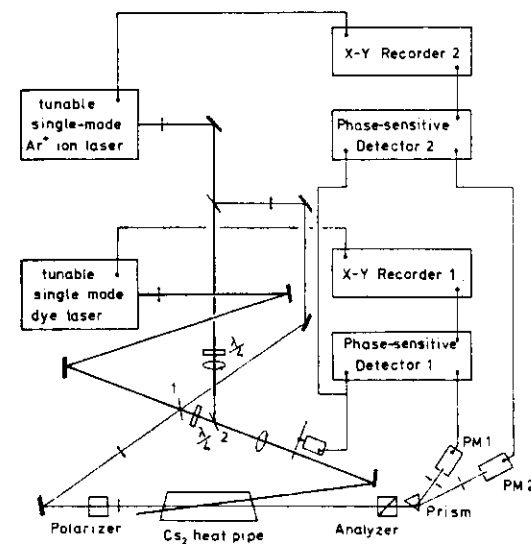 X-Y Recorder 2
tunable
single-mode
Ar+ ion laser
Phase-sensitive
Detector 2
tunable
single mode
dye laser
X-Y Recorder 1
Phase-sensitive
Detector 1
λ/2
1
λ/2
2
PM 1
PM 2
Prism
Polarizer
Cs2 heat pipe
Analyzer